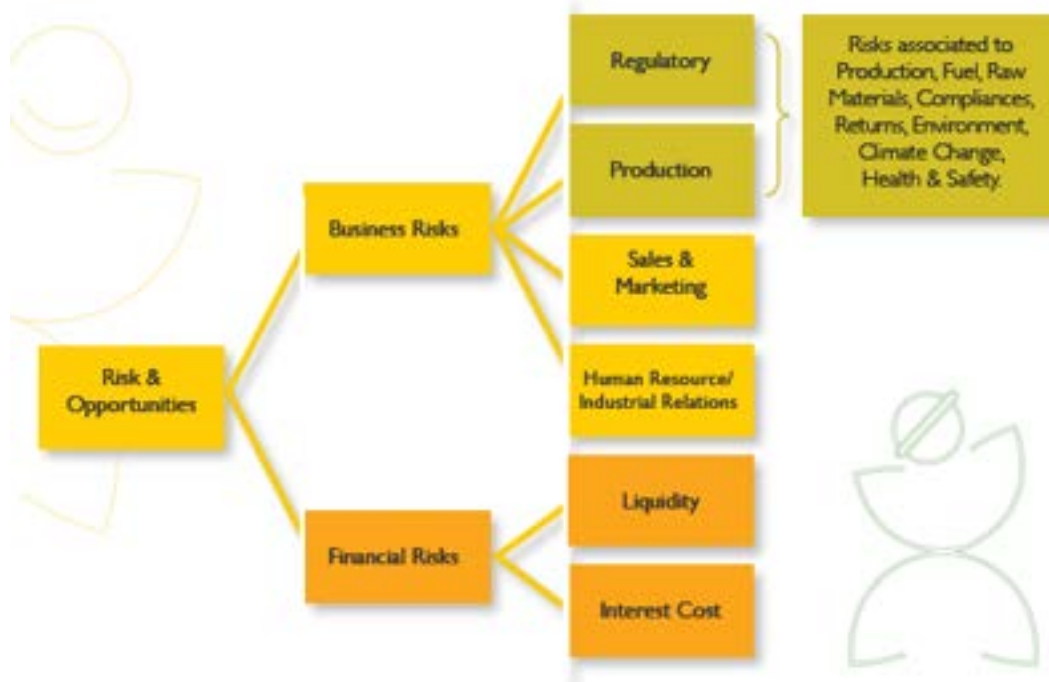 Regulatory
Risks associated to
Production, Fuel, Raw
Materials, Compliances,
Returns, Environment,
Climate Change,
Health & Safety.
Production
Business Risks
Sales &
Marketing
Risk &
Opportunities
Human Resource/
Industrial Relations
Liquidity
Financial Risks
Interest Cost